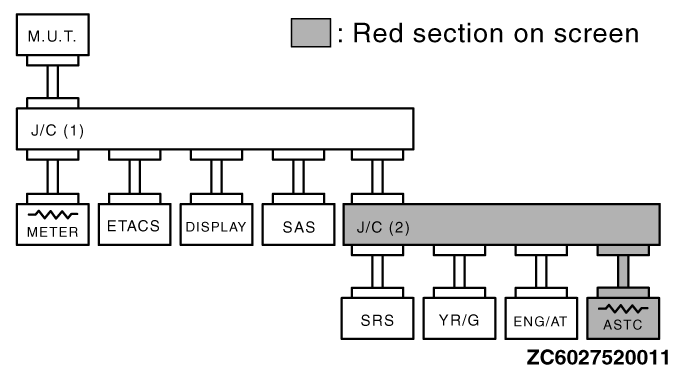 M.U.T.
: Red section on screen
J/C (1)
METER
ETACS
DISPLAY
SAS
J/C (2)
SRS
YR/G
ENG/AT
ASTC
ZC6027520011